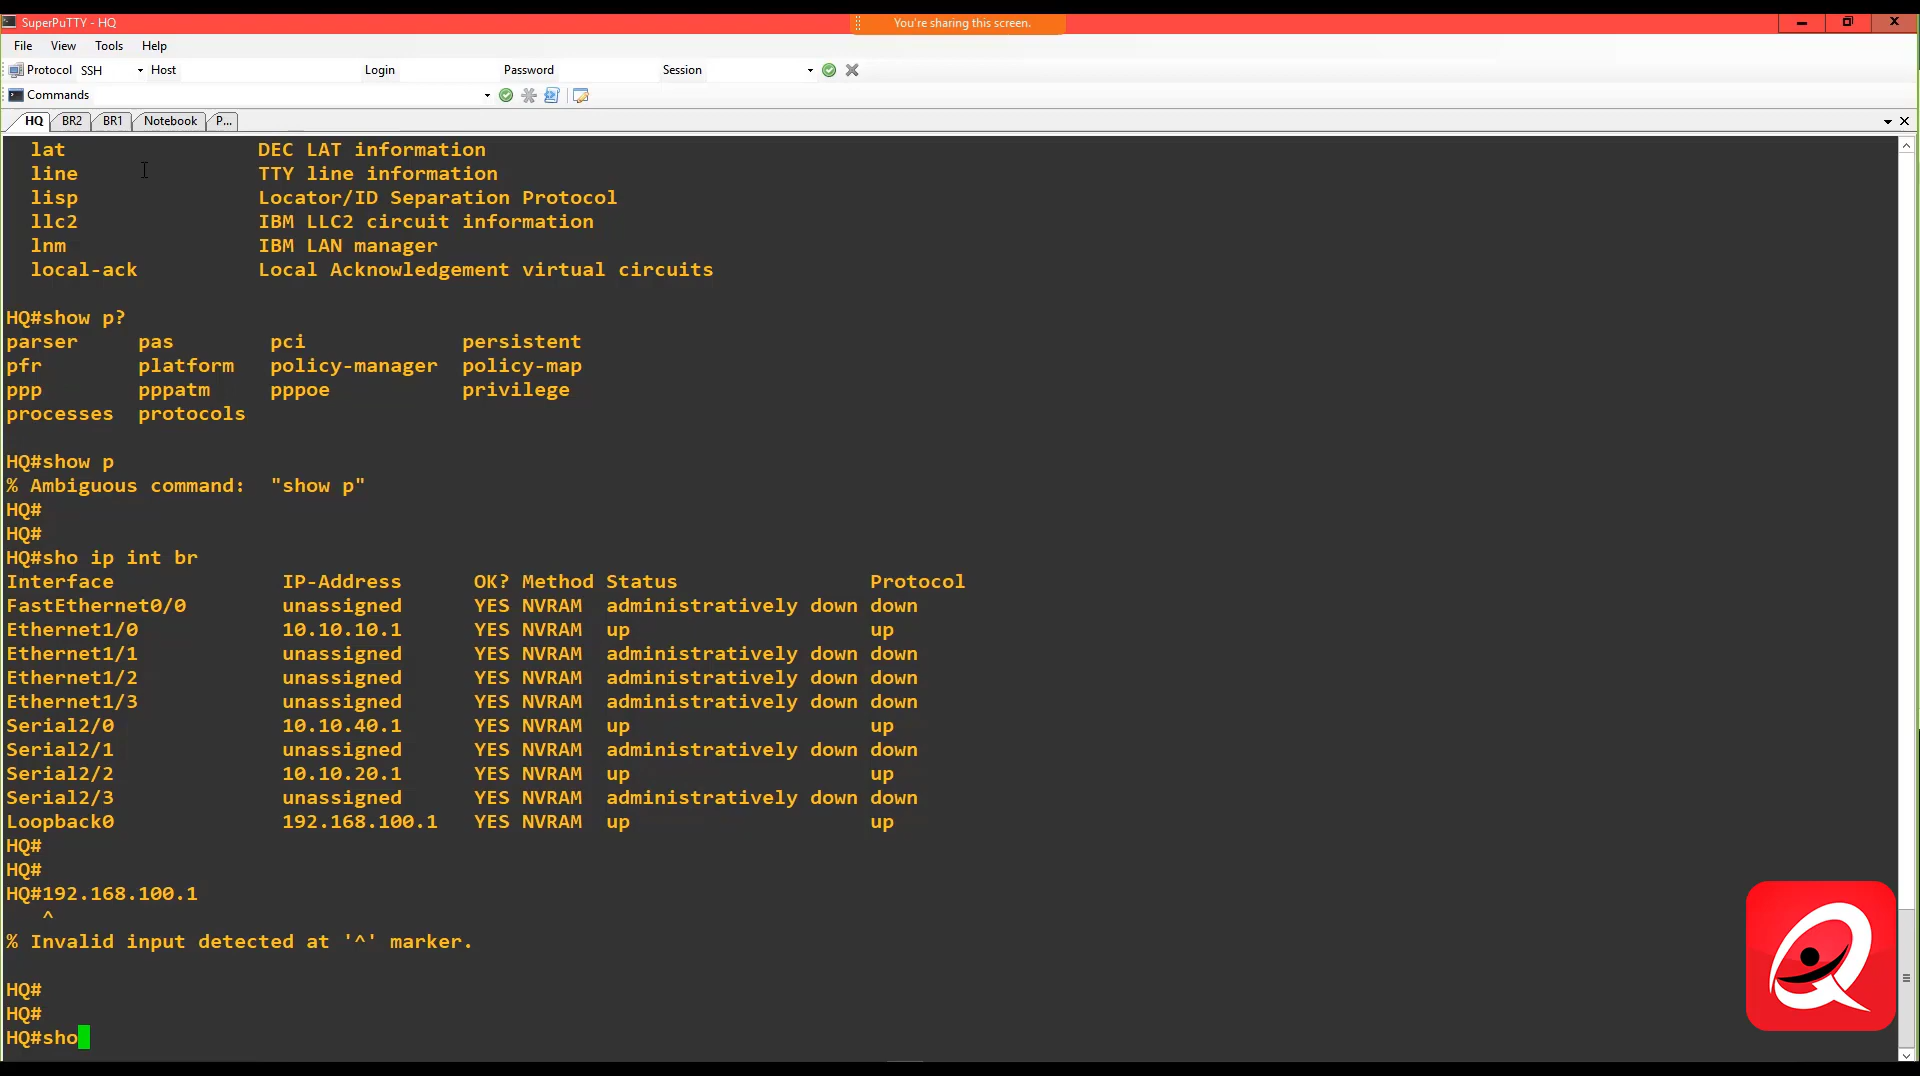 SuperPuTTY - HQ
You're sharing this screen.
File View Tools Help
Protocol SSH Host Login Password Session
Commands
HQ BR2 BR1 Notebook P...
lat DEC LAT information
line TTY line information
lisp Locator/ID Separation Protocol
llc2 IBM LLC2 circuit information
lnm IBM LAN manager
local-ack Local Acknowledgement virtual circuits
HQ#show p?
parser pas pci persistent
pfr platform policy-manager policy-map
ppp pppatm pppoe privilege
processes protocols
HQ#show p
% Ambiguous command:  "show p"
HQ#
HQ#
HQ#sho ip int br
Interface IP-Address OK? Method Status Protocol
FastEthernet0/0 unassigned YES NVRAM administratively down down
Ethernet1/0 10.10.10.1 YES NVRAM up up
Ethernet1/1 unassigned YES NVRAM administratively down down
Ethernet1/2 unassigned YES NVRAM administratively down down
Ethernet1/3 unassigned YES NVRAM administratively down down
Serial2/0 10.10.40.1 YES NVRAM up up
Serial2/1 unassigned YES NVRAM administratively down down
Serial2/2 10.10.20.1 YES NVRAM up up
Serial2/3 unassigned YES NVRAM administratively down down
Loopback0 192.168.100.1 YES NVRAM up up
HQ#
HQ#
HQ#192.168.100.1
^
% Invalid input detected at '^' marker.
HQ#
HQ#
HQ#sho